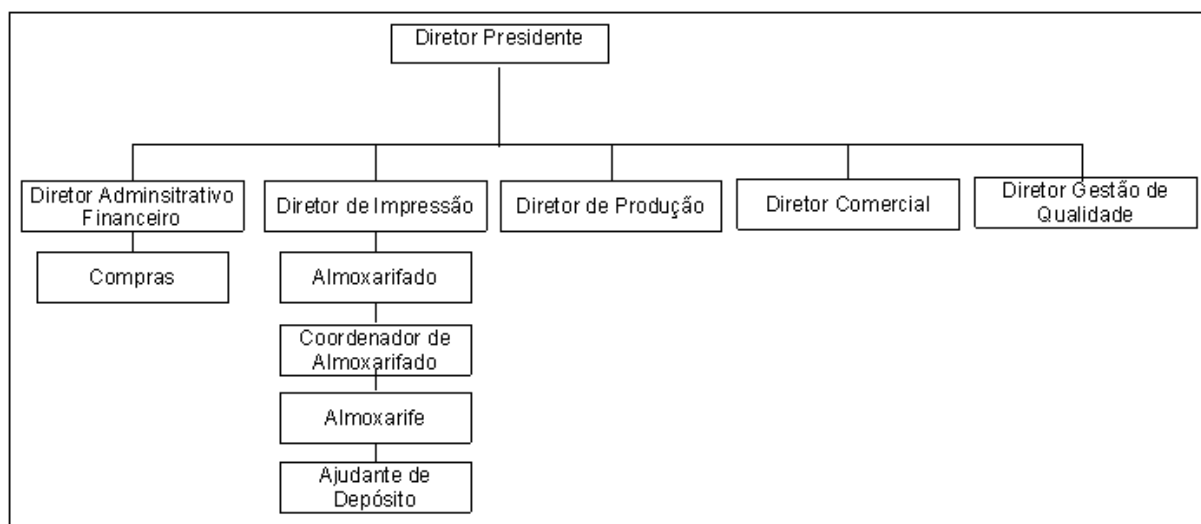 Diretor Presidente
Diretor Adminsitrativo
Financeiro
Diretor de Impressão
Diretor de Produção
Diretor Comercial
Diretor Gestão de
Qualidade
Compras
Almoxarifado
Coordenador de
Almoxarifado
Almoxarife
Ajudante de
Depósito